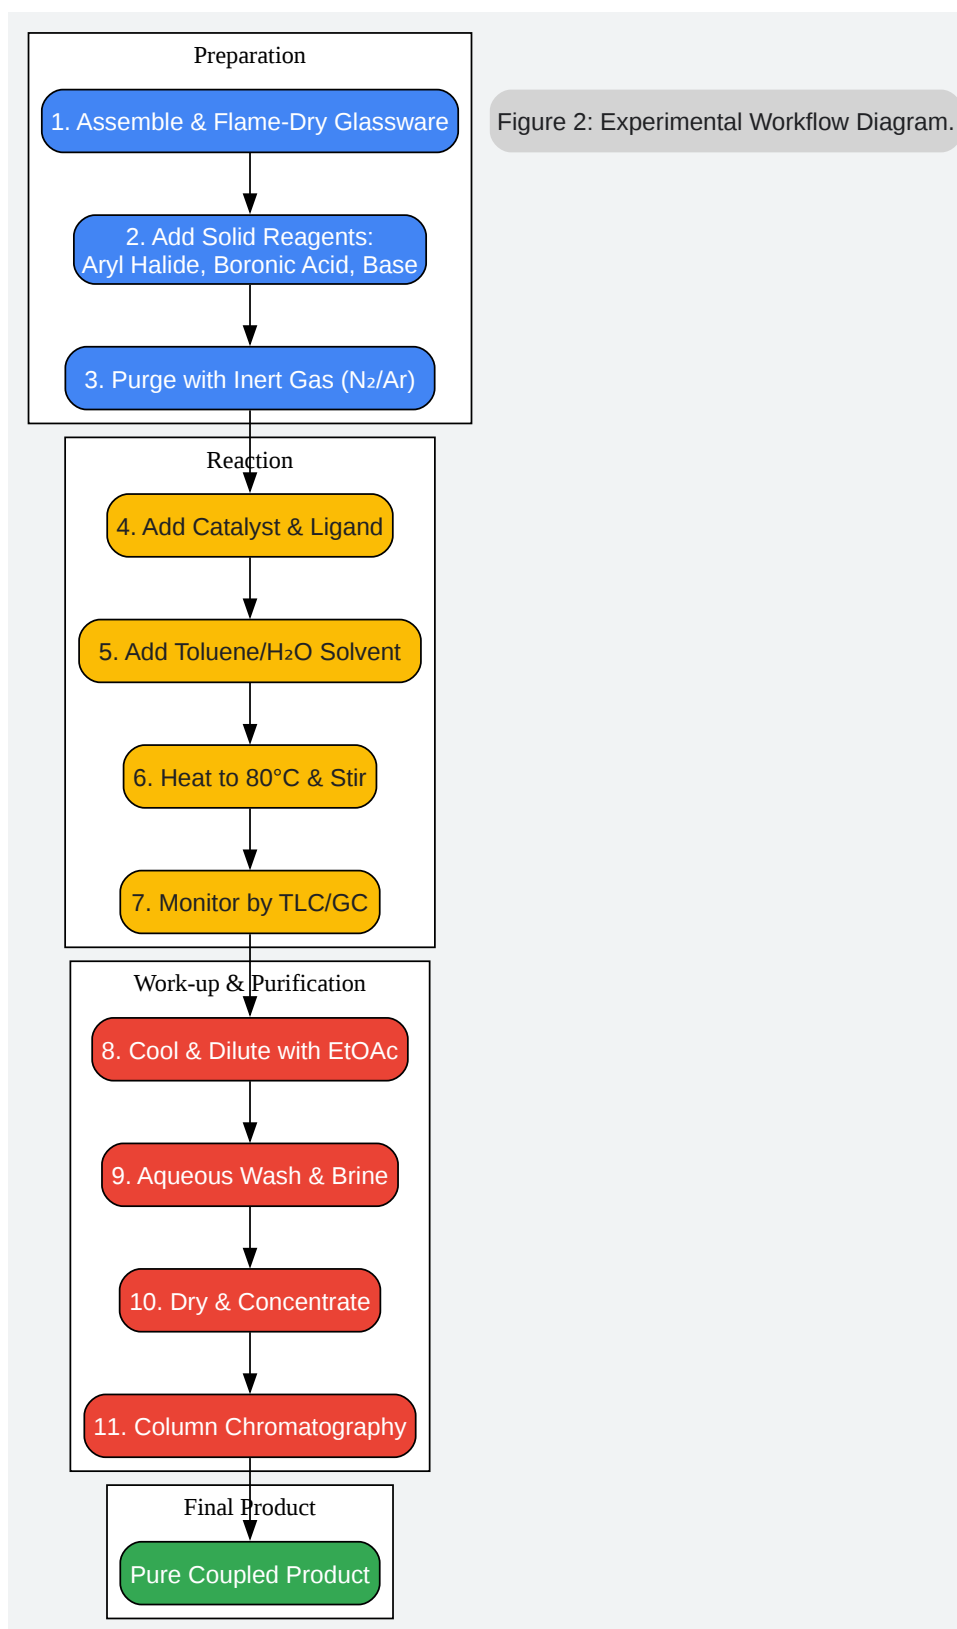 Preparation
1. Assemble & Flame-Dry Glassware
Figure 2: Experimental Workflow Diagram.
2. Add Solid Reagents:
Aryl Halide, Boronic Acid, Base
3. Purge with Inert Gas (N₂/Ar)
Reaction
4. Add Catalyst & Ligand
5. Add Toluene/H₂O Solvent
6. Heat to 80°C & Stir
7. Monitor by TLC/GC
Work-up & Purification
8. Cool & Dilute with EtOAc
9. Aqueous Wash & Brine
10. Dry & Concentrate
11. Column Chromatography
Final Product
Pure Coupled Product